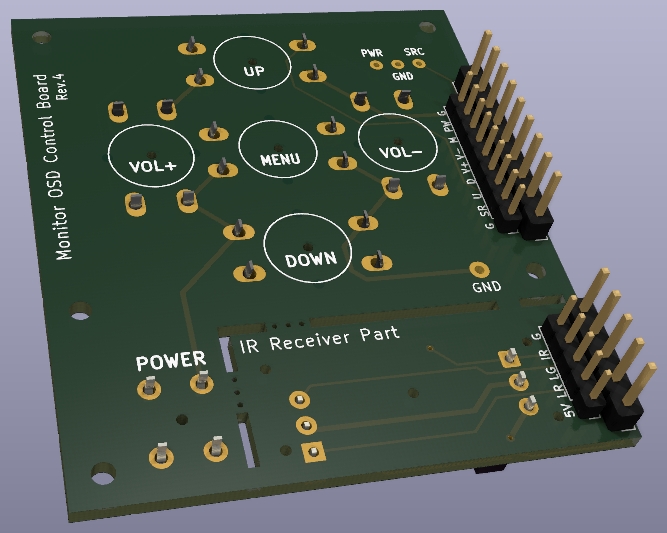 Monitor OSD Control Board
Rev.4
UP
PWR
SRC
GND
VOL+
MENU
VOL-
DOWN
G SR U D V+V- M PW G
GND
POWER
IR Receiver Part
5V LR LG IR G